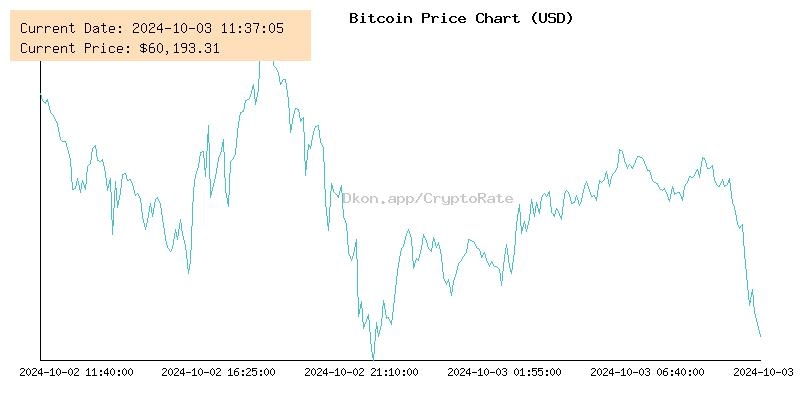 Bitcoin Price Chart (USD)
Current Date: 2024-10-03 11:37:05
Current Price: $60,193.31
Dkon.app/CryptoRate
2024-10-02 11:40:00 2024-10-02 16:25:00 2024-10-02 21:10:00 2024-10-03 01:55:00 2024-10-03 06:40:00 2024-10-03